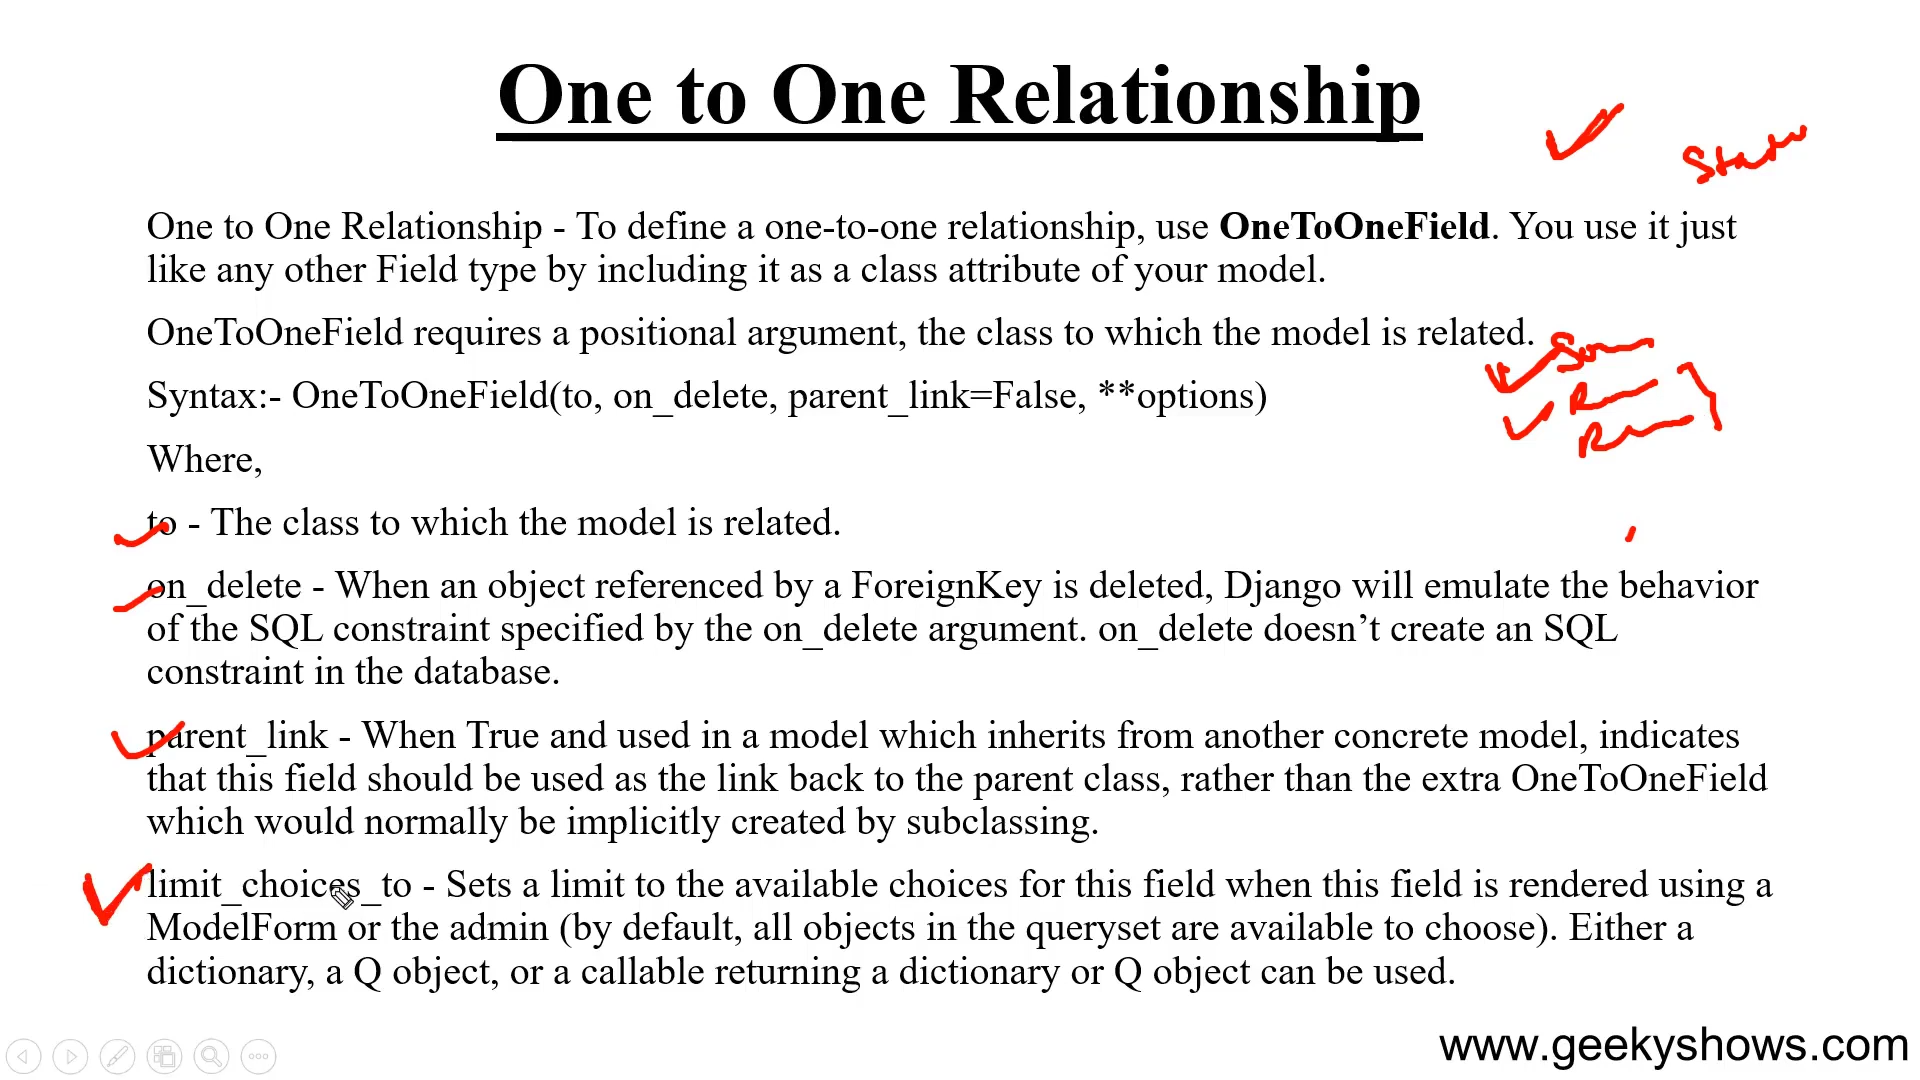 One to One Relationship
One to One Relationship - To define a one-to-one relationship, use OneToOneField. You use it just
like any other Field type by including it as a class attribute of your model.
OneToOneField requires a positional argument, the class to which the model is related.
Syntax:- OneToOneField(to, on_delete, parent_link=False, **options)
Where,
to - The class to which the model is related.
on_delete - When an object referenced by a ForeignKey is deleted, Django will emulate the behavior
of the SQL constraint specified by the on_delete argument. on_delete doesn’t create an SQL
constraint in the database.
parent_link - When True and used in a model which inherits from another concrete model, indicates
that this field should be used as the link back to the parent class, rather than the extra OneToOneField
which would normally be implicitly created by subclassing.
limit_choices_to - Sets a limit to the available choices for this field when this field is rendered using a
ModelForm or the admin (by default, all objects in the queryset are available to choose). Either a
dictionary, a Q object, or a callable returning a dictionary or Q object can be used.
www.geekyshows.com